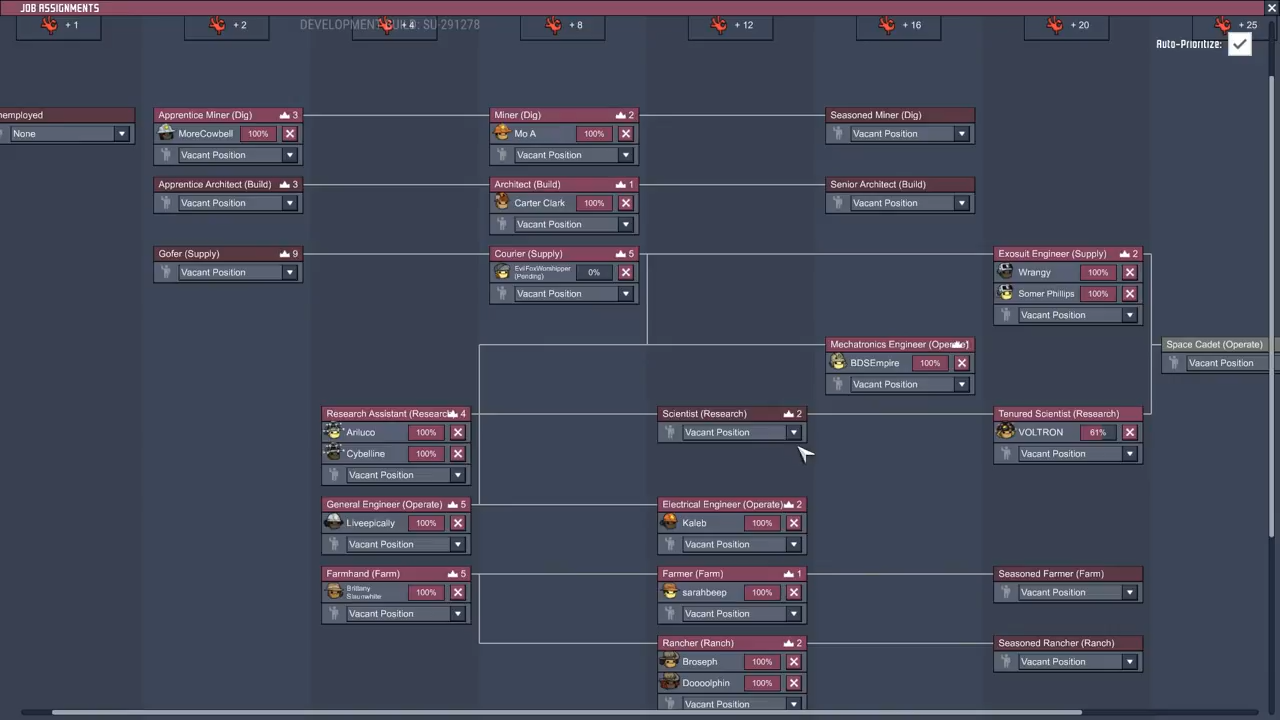 JOB ASSIGNMENTS
+ 1
+ 2
+ 4
+ 8
+ 12
+ 16
+ 20
+ 25
DEVELOPMENT BUILD: SU-291278
Auto-Prioritize:
nemployed
None
Apprentice Miner (Dig) 3
MoreCowbell 100%
Vacant Position
Miner (Dig) 2
Mo A 100%
Vacant Position
Seasoned Miner (Dig)
Vacant Position
Apprentice Architect (Build) 3
Vacant Position
Architect (Build) 1
Carter Clark 100%
Vacant Position
Senior Architect (Build)
Vacant Position
Gofer (Supply) 9
Vacant Position
Courier (Supply) 5
EvilFoxWorshipper
(Pending)
0%
Vacant Position
Exosuit Engineer (Supply) 2
Wrangy 100%
Somer Phillips 100%
Vacant Position
Mechatronics Engineer (Operate) 1
BDSEmpire 100%
Vacant Position
Space Cadet (Operate)
Vacant Position
Research Assistant (Researc 4
Ariluco 100%
Cybelline 100%
Vacant Position
Scientist (Research) 2
Vacant Position
Tenured Scientist (Research)
VOLTRON 61%
Vacant Position
General Engineer (Operate) 5
Liveepically 100%
Vacant Position
Electrical Engineer (Operate) 2
Kaleb 100%
Vacant Position
Farmhand (Farm) 5
Brittany
Staunwhite
100%
Vacant Position
Farmer (Farm) 1
sarahbeep 100%
Vacant Position
Seasoned Farmer (Farm)
Vacant Position
Rancher (Ranch) 2
Broseph 100%
Doooolphin 100%
Vacant Position
Seasoned Rancher (Ranch)
Vacant Position